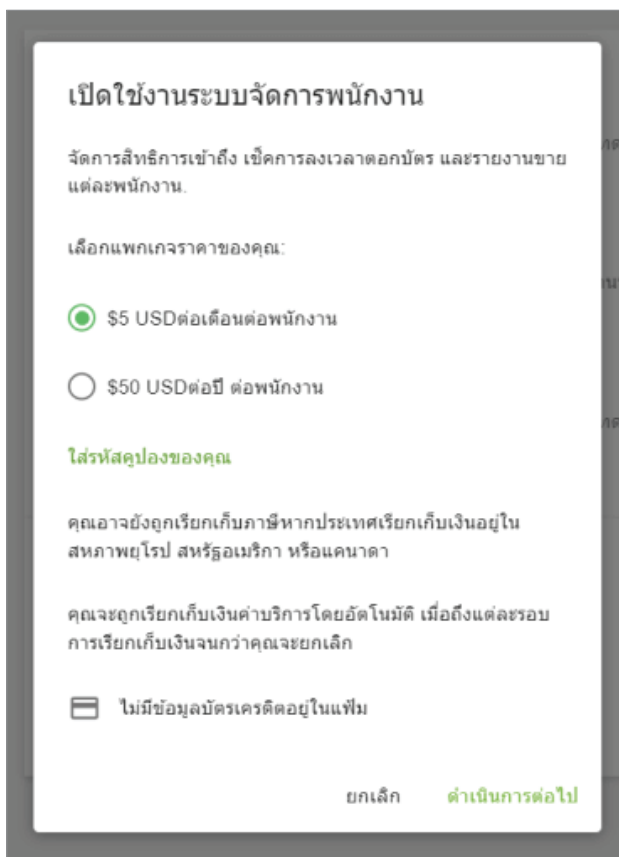 เปิดใช้งานระบบจัดการพนักงาน
จัดการสิทธิการเข้าถึง เช็คการลงเวลาตอกบัตร และรายงานขาย
แต่ละพนักงาน.
เลือกแพกเกจราคาของคุณ:
$5 USDต่อเดือนต่อพนักงาน
$50 USDต่อปี ต่อพนักงาน
ใส่รหัสคูปองของคุณ
คุณอาจยังถูกเรียกเก็บภาษีหากประเทศเรียกเก็บเงินอยู่ใน
สหภาพยุโรป สหรัฐอเมริกา หรือแคนาดา
คุณจะถูกเรียกเก็บเงินค่าบริการโดยอัตโนมัติ เมื่อถึงแต่ละรอบ
การเรียกเก็บเงินจนกว่าคุณจะยกเลิก
ไม่มีข้อมูลบัตรเครดิตอยู่ในแฟ้ม
ยกเลิก ดำเนินการต่อไป